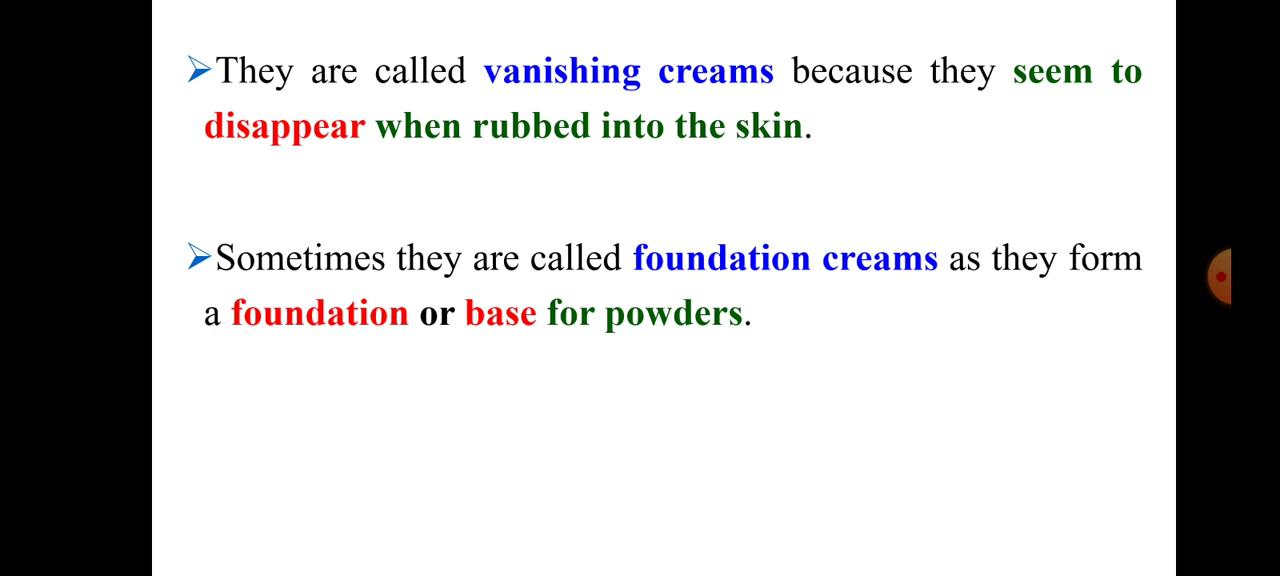 ➢They are called vanishing creams because they seem to
disappear when rubbed into the skin.
➢Sometimes they are called foundation creams as they form
a foundation or base for powders.